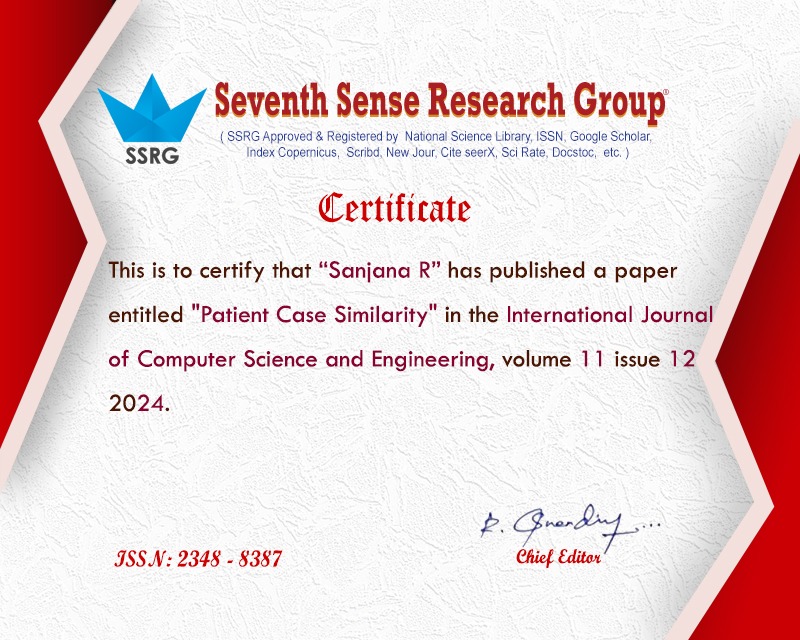 Seventh Sense Research Group®
( SSRG Approved & Registered by National Science Library, ISSN, Google Scholar,
Index Copernicus, Scribd, New Jour, Cite seerX, Sci Rate, Docstoc, etc. )
SSRG
Certificate
This is to certify that “Sanjana R” has published a paper
entitled "Patient Case Similarity" in the International Journal
of Computer Science and Engineering, volume 11 issue 12
2024.
ISSN: 2348 - 8387
Chief Editor